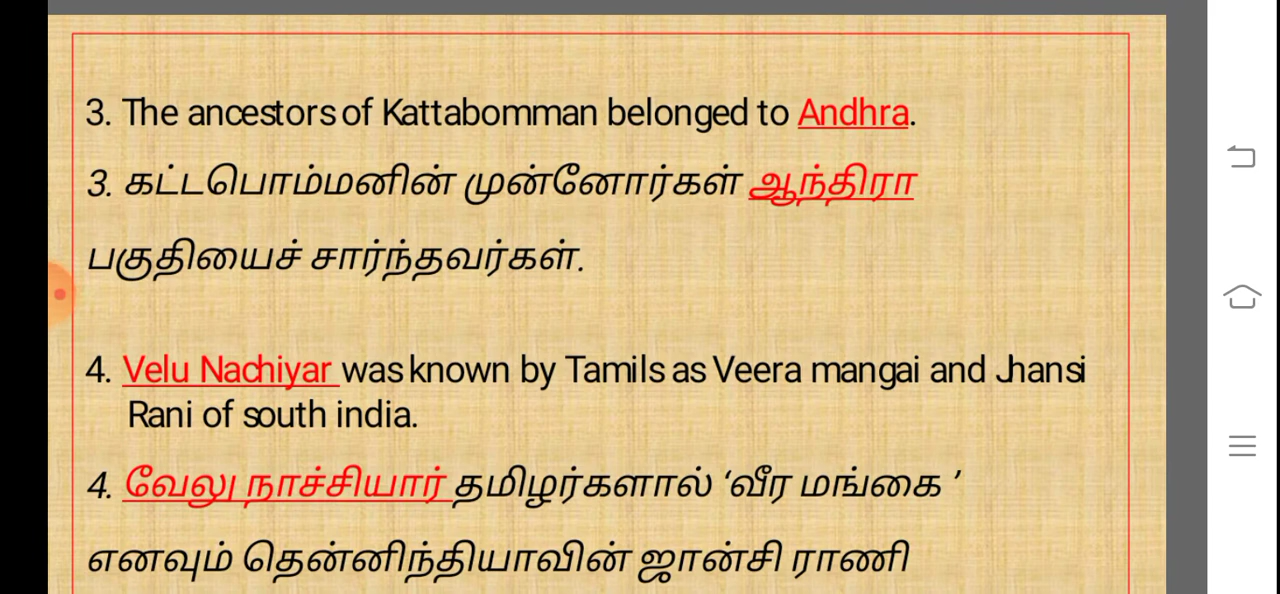 3. The ancestors of Kattabomman belonged to Andhra.
3. கட்டபொம்மனின் முன்னோர்கள் ஆந்திரா
பகுதியைச் சார்ந்தவர்கள்.
4. Velu Nachiyar was known by Tamils as Veera mangai and Jhansi
Rani of south india.
4. வேலு நாச்சியார் தமிழர்களால் ‘வீர மங்கை ’
எனவும் தென்னிந்தியாவின் ஜான்சி ராணி